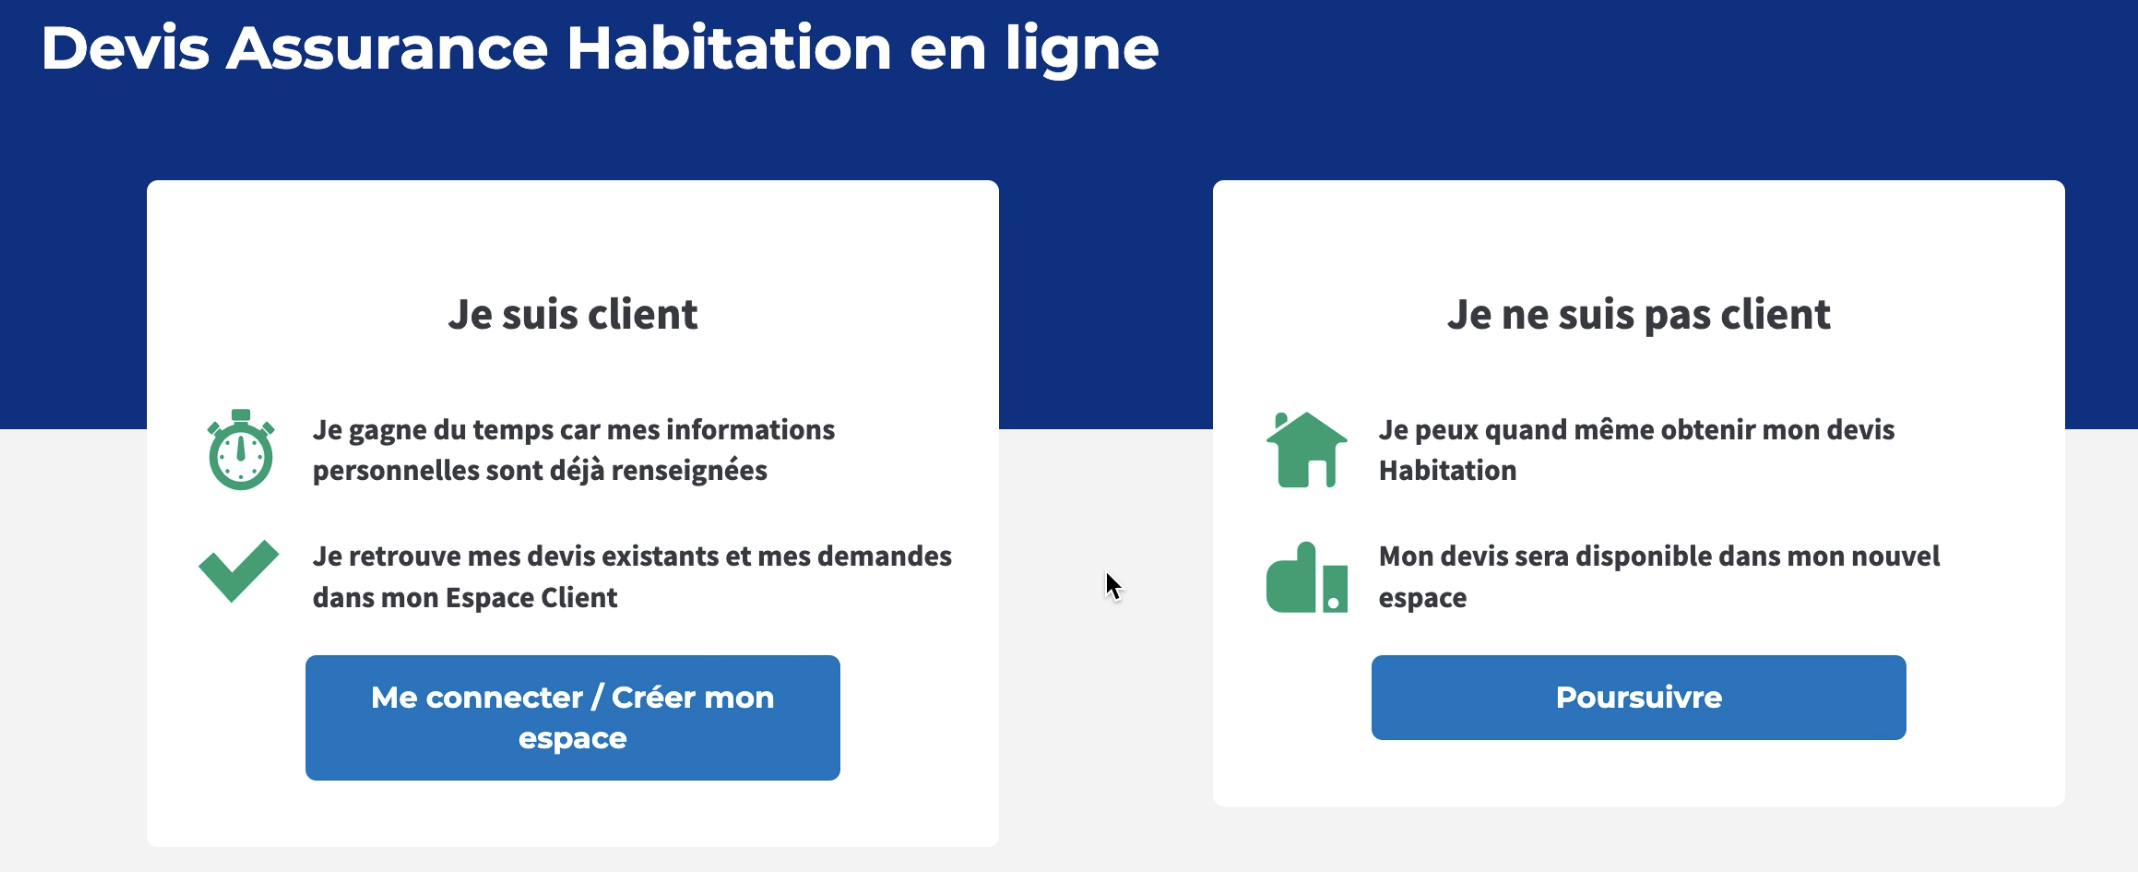 Devis Assurance Habitation en ligne
Je suis client
Je gagne du temps car mes informations
personnelles sont déjà renseignées
Je retrouve mes devis existants et mes demandes
dans mon Espace Client
Me connecter / Créer mon
espace
Je ne suis pas client
Je peux quand même obtenir mon devis
Habitation
Mon devis sera disponible dans mon nouvel
espace
Poursuivre